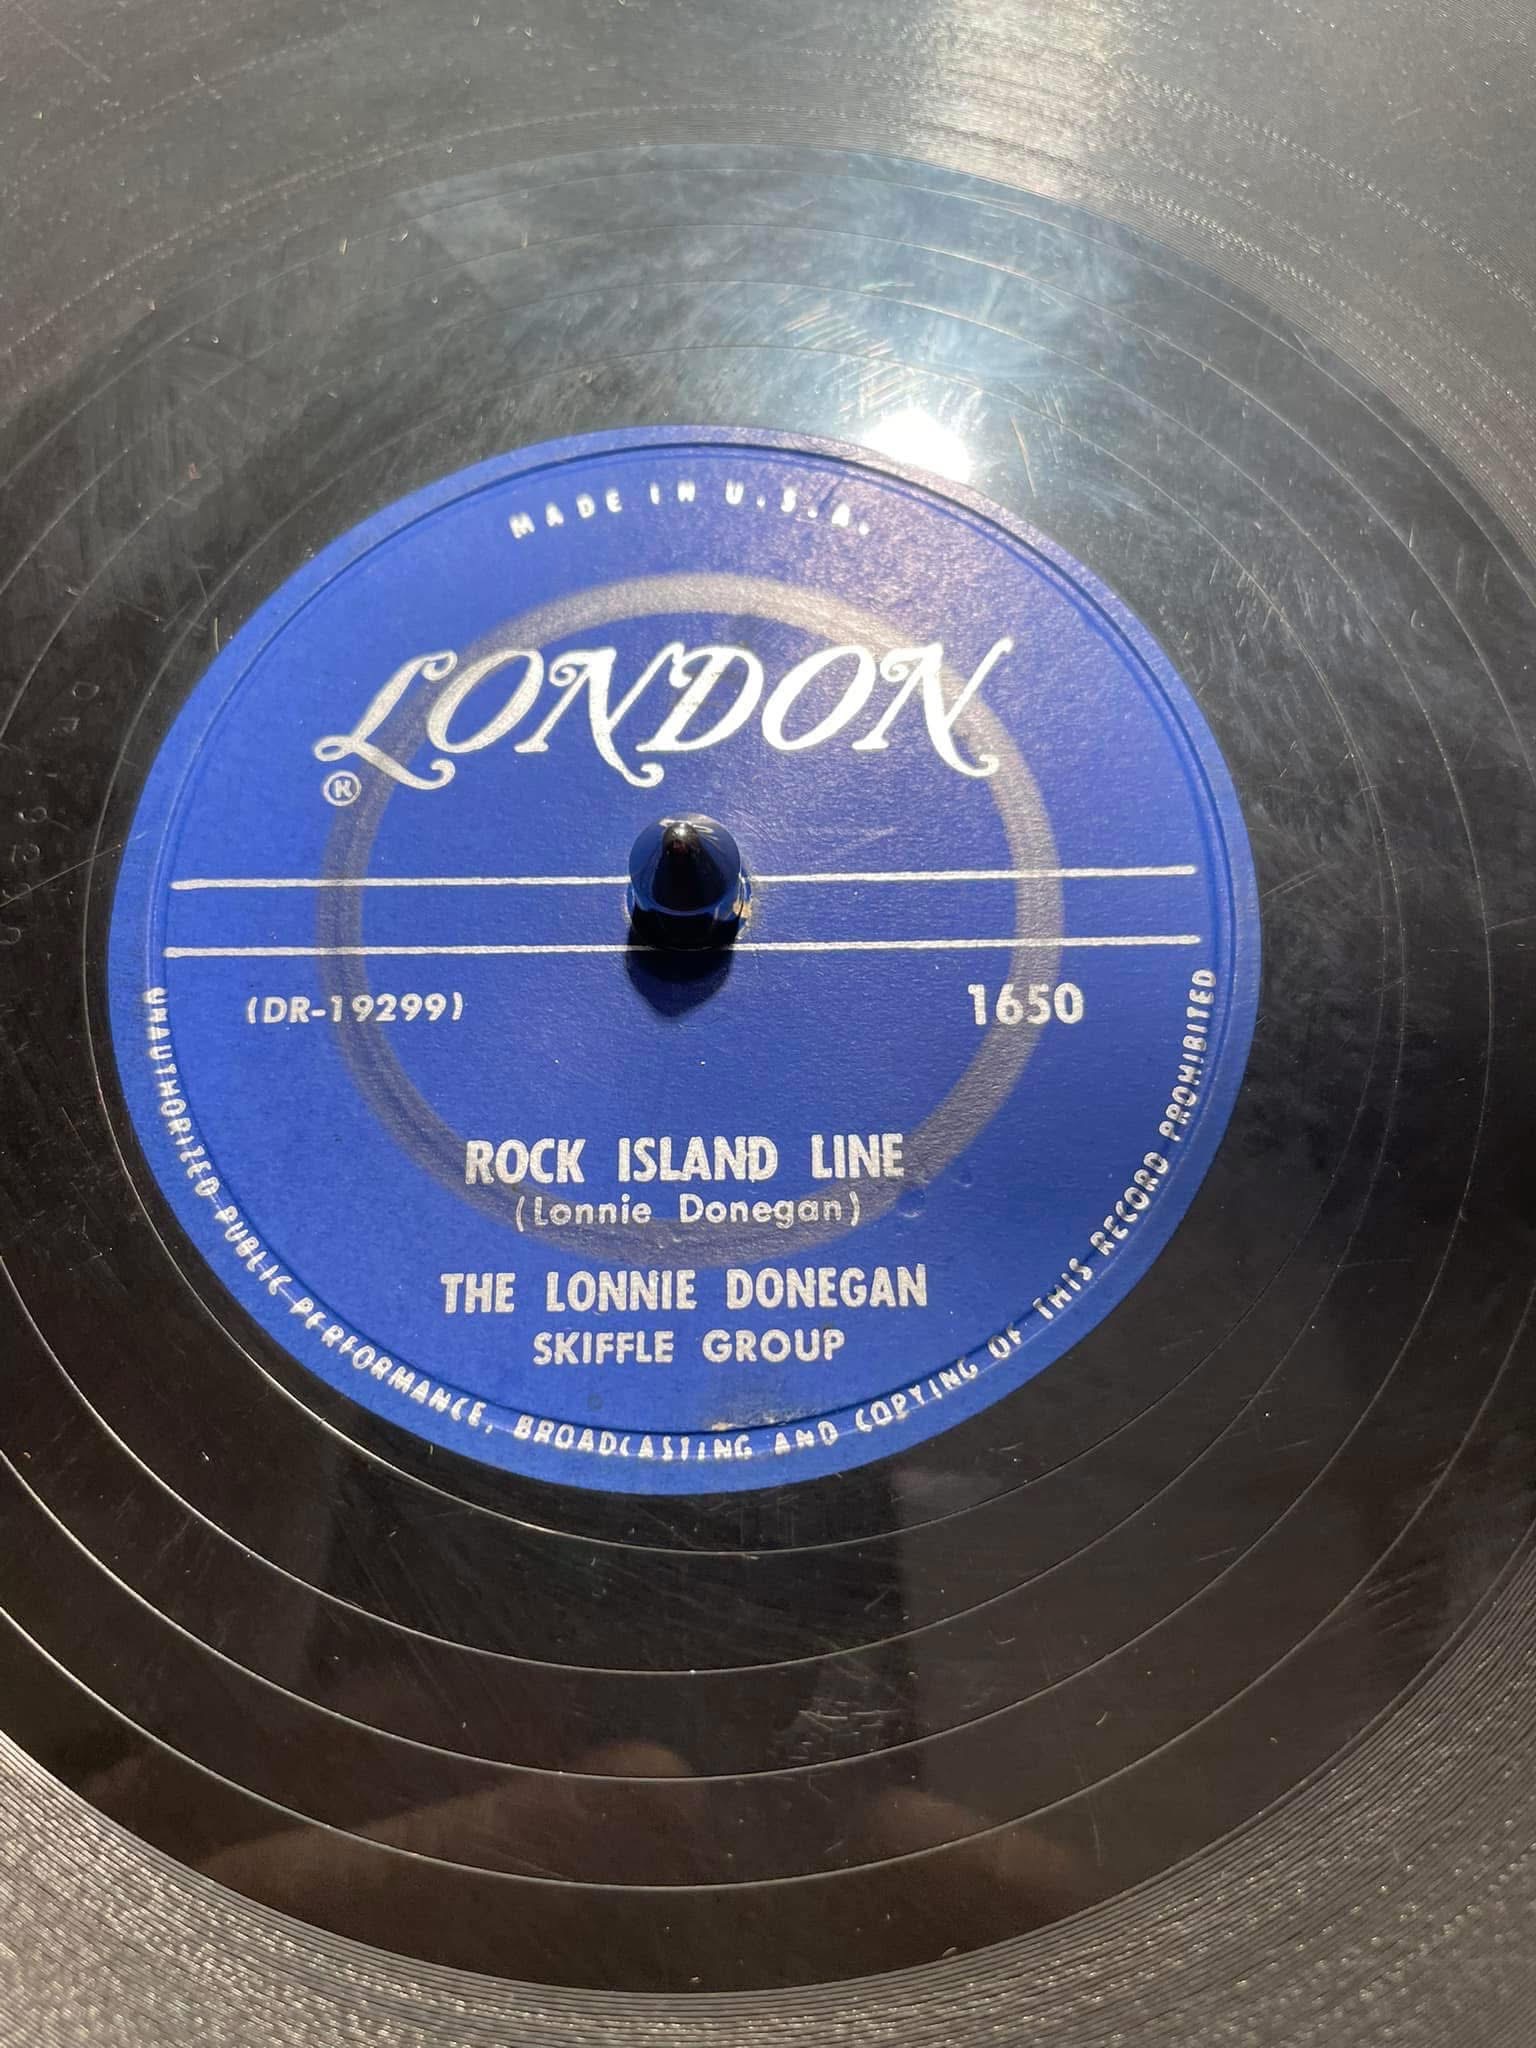 MADE IN U.S.A.
LONDON
®
(DR-19299)
1650
ROCK ISLAND LINE
(Lonnie Donegan)
THE LONNIE DONEGAN
SKIFFLE GROUP
UNAUTHORIZED PUBLIC PERFORMANCE, BROADCASTING AND COPYING OF THIS RECORD PROHIBITED